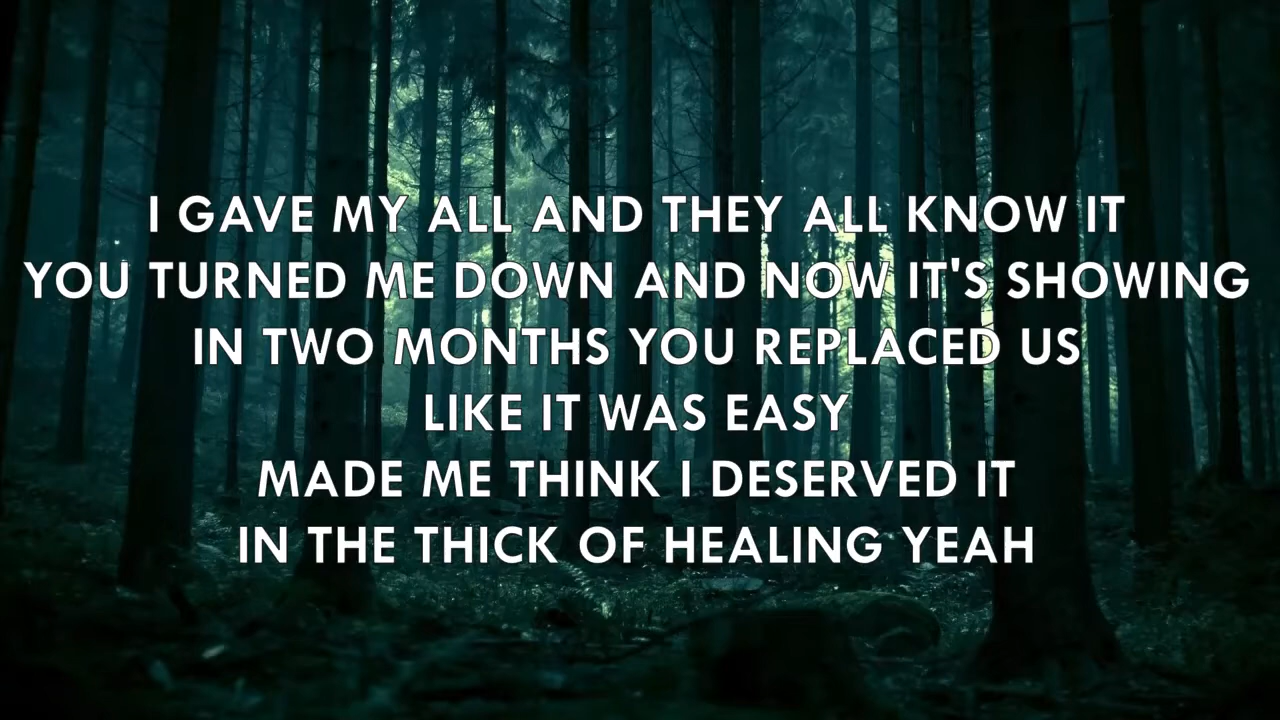 I GAVE MY ALL AND THEY ALL KNOW IT
YOU TURNED ME DOWN AND NOW IT'S SHOWING
IN TWO MONTHS YOU REPLACED US
LIKE IT WAS EASY
MADE ME THINK I DESERVED IT
IN THE THICK OF HEALING YEAH